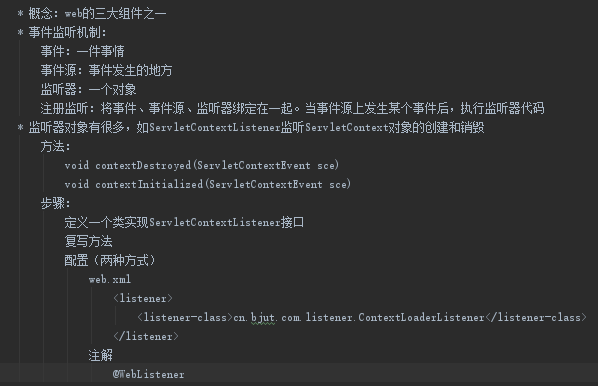 * 概念：web的三大组件之一
* 事件监听机制：
事件：一件事情
事件源：事件发生的地方
监听器：一个对象
注册监听：将事件、事件源、监听器绑定在一起。当事件源上发生某个事件后，执行监听器代码
* 监听器对象有很多，如ServletContextListener监听ServletContext对象的创建和销毁
方法：
void contextDestroyed(ServletContextEvent sce)
void contextInitialized(ServletContextEvent sce)
步骤：
定义一个类实现ServletContextListener接口
复写方法
配置（两种方式）
web.xml
<listener>
<listener-class>cn.bjut.com.listener.ContextLoaderListener</listener-class>
</listener>
注解
@WebListener